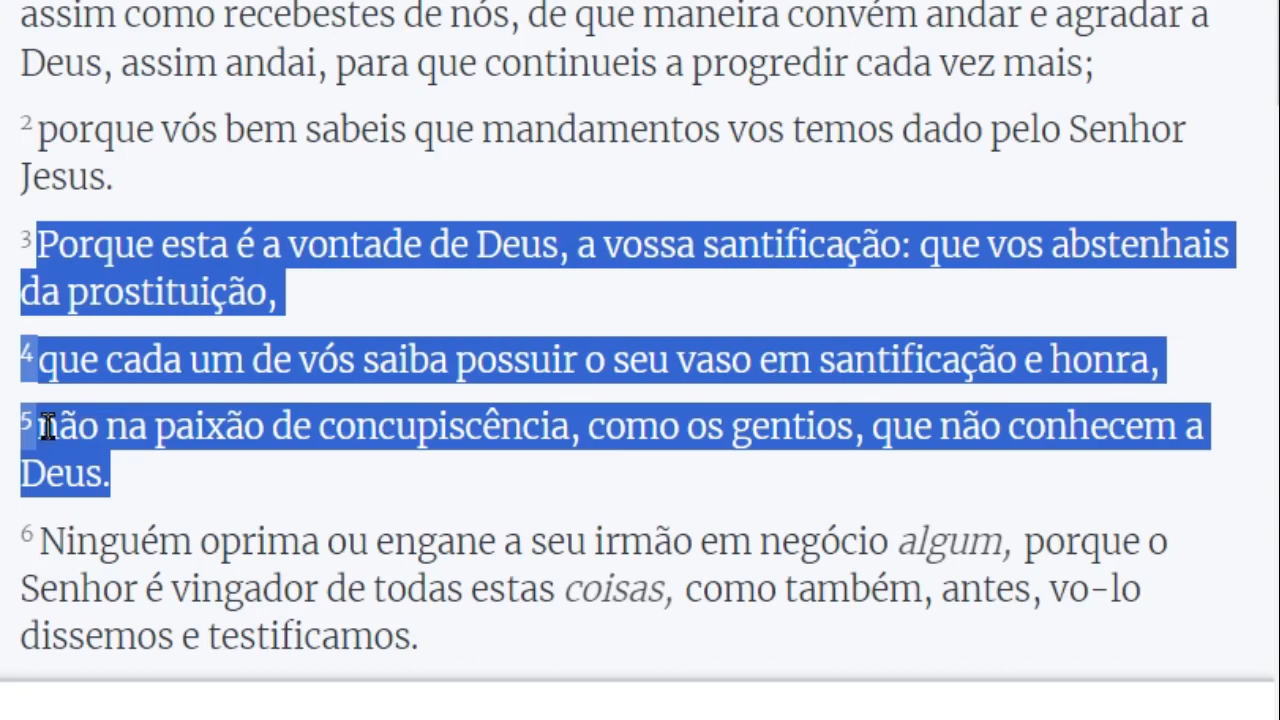 assim como recebestes de nós, de que maneira convém andar e agradar a
Deus, assim andai, para que continueis a progredir cada vez mais;
2 porque vós bem sabeis que mandamentos vos temos dado pelo Senhor
Jesus.
3 Porque esta é a vontade de Deus, a vossa santificação: que vos abstenhais
da prostituição,
4 que cada um de vós saiba possuir o seu vaso em santificação e honra,
5 não na paixão de concupiscência, como os gentios, que não conhecem a
Deus.
6 Ninguém oprima ou engane a seu irmão em negócio algum, porque o
Senhor é vingador de todas estas coisas, como também, antes, vo-lo
dissemos e testificamos.